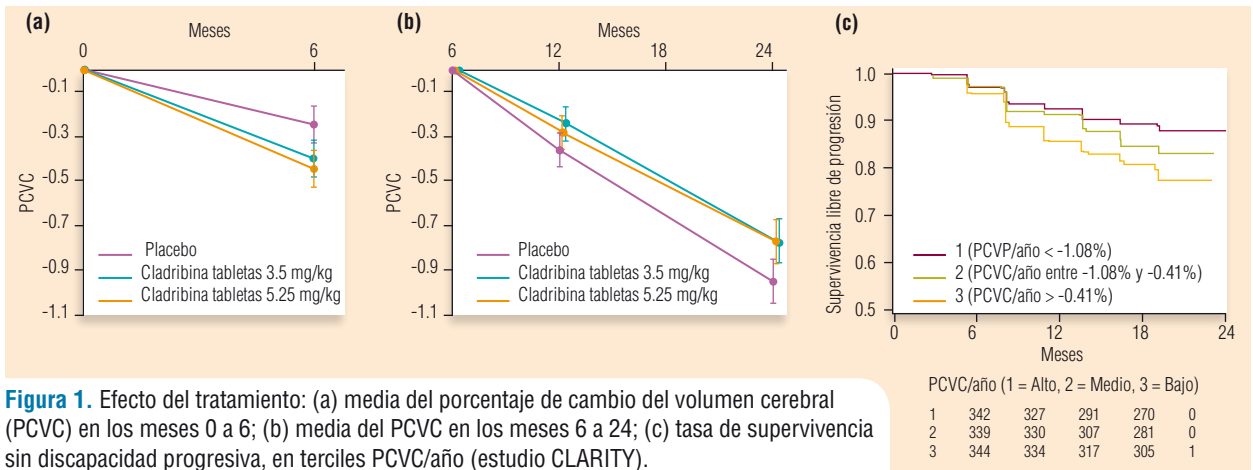 (a)
Meses
0
6
-0.1
-0.3
-0.5
-0.7
-0.9
-1.1
PCVC
Placebo
Cladribina tabletas 3.5 mg/kg
Cladribina tabletas 5.25 mg/kg
(b)
Meses
6
12
18
24
-0.1
-0.3
-0.5
-0.7
-0.9
-1.1
PCVC
Placebo
Cladribina tabletas 3.5 mg/kg
Cladribina tabletas 5.25 mg/kg
(c)
1.0
0.9
0.8
0.7
0.6
0.5
Supervivencia libre de progresión
1 (PCVP/año < -1.08%)
2 (PCVC/año entre -1.08% y -0.41%)
3 (PCVC/año > -0.41%)
0
6
12
18
24
Meses
PCVC/año (1 = Alto, 2 = Medio, 3 = Bajo)
1 342 327 291 270 0
2 339 330 307 281 0
3 344 334 317 305 1
Figura 1. Efecto del tratamiento: (a) media del porcentaje de cambio del volumen cerebral
(PCVC) en los meses 0 a 6; (b) media del PCVC en los meses 6 a 24; (c) tasa de supervivencia
sin discapacidad progresiva, en terciles PCVC/año (estudio CLARITY).